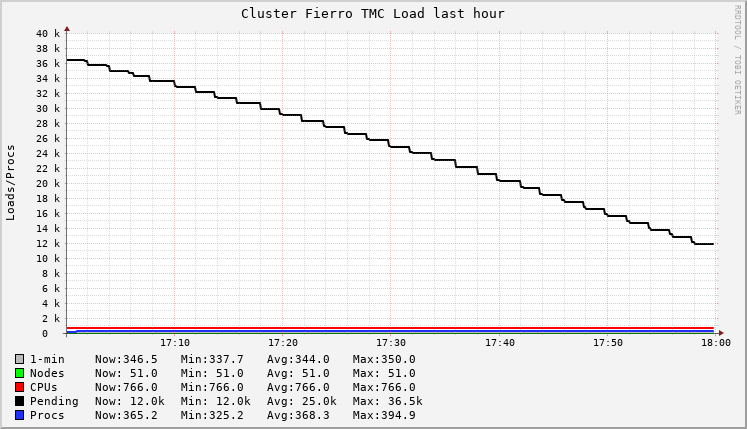 Cluster Fierro TMC Load last hour
RRDTOOL / TOBI OETIKER
Loads/Procs
40 k
38 k
36 k
34 k
32 k
30 k
28 k
26 k
24 k
22 k
20 k
18 k
16 k
14 k
12 k
10 k
8 k
6 k
4 k
2 k
0
17:10 17:20 17:30 17:40 17:50 18:00
1-min Now:346.5 Min:337.7 Avg:344.0 Max:350.0
Nodes Now: 51.0 Min: 51.0 Avg: 51.0 Max: 51.0
CPUs Now:766.0 Min:766.0 Avg:766.0 Max:766.0
Pending Now: 12.0k Min: 12.0k Avg: 25.0k Max: 36.5k
Procs Now:365.2 Min:325.2 Avg:368.3 Max:394.9